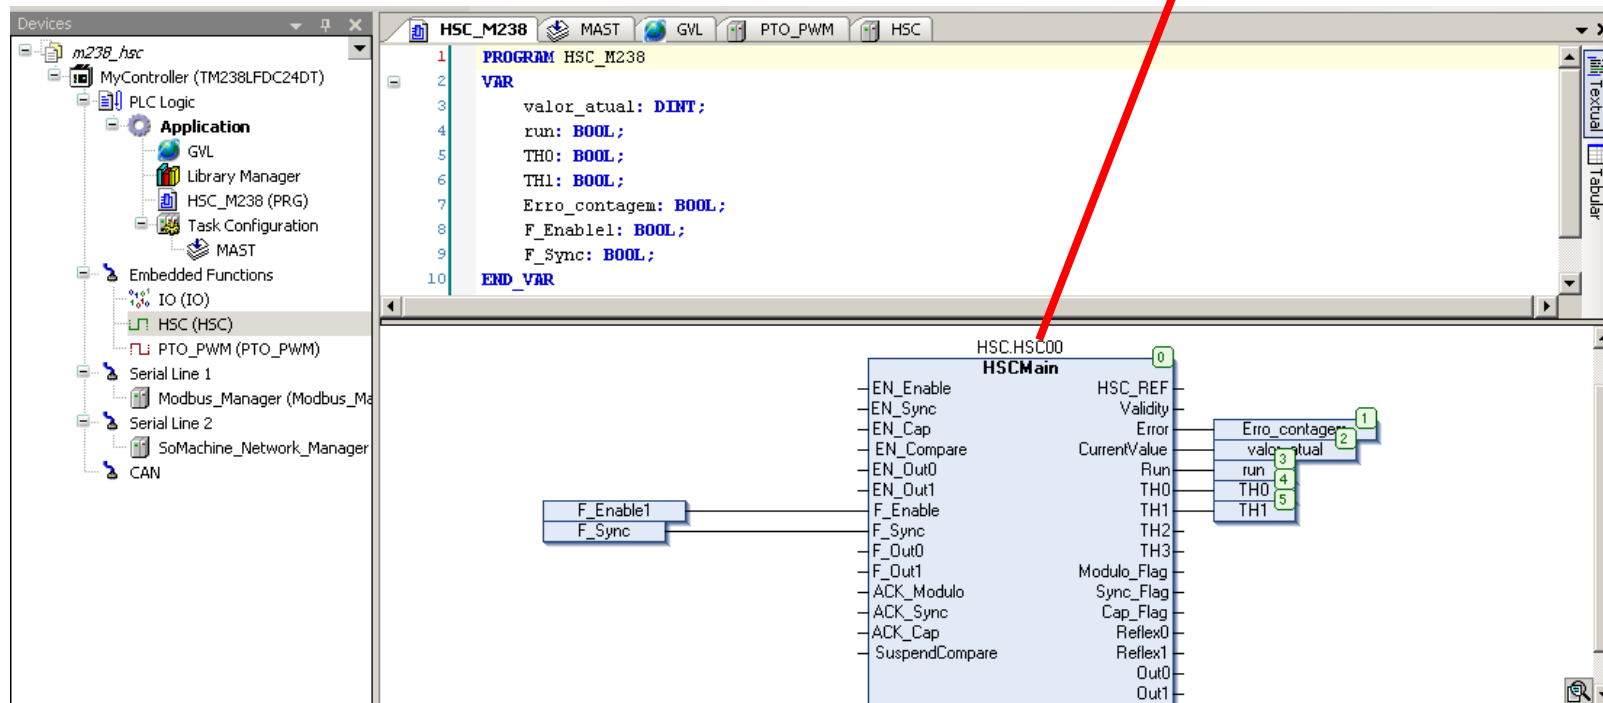 Devices
m238_hsc
MyController (TM238LFDC24DT)
PLC Logic
Application
GVL
Library Manager
HSC_M238 (PRG)
Task Configuration
MAST
Embedded Functions
IO (IO)
HSC (HSC)
PTO_PWM (PTO_PWM)
Serial Line 1
Modbus_Manager (Modbus_Ma
Serial Line 2
SoMachine_Network_Manager
CAN
HSC_M238 MAST GVL PTO_PWM HSC
1 PROGRAM HSC_M238
2 VAR
3 valor_atual: DINT;
4 run: BOOL;
5 TH0: BOOL;
6 TH1: BOOL;
7 Erro_contagem: BOOL;
8 F_Enable1: BOOL;
9 F_Sync: BOOL;
10 END_VAR
Textual
Tabular
HSC.HSC00
HSCMain 0
EN_Enable HSC_REF
EN_Sync Validity
EN_Cap Error Erro_contagem 1
EN_Compare CurrentValue valor_atual 2
EN_Out0 Run run 3
EN_Out1 TH0 TH0 4
F_Enable1 F_Enable TH1 TH1 5
F_Sync F_Sync TH2
F_Out0 TH3
F_Out1 Modulo_Flag
ACK_Modulo Sync_Flag
ACK_Sync Cap_Flag
ACK_Cap Reflex0
SuspendCompare Reflex1
Out0
Out1